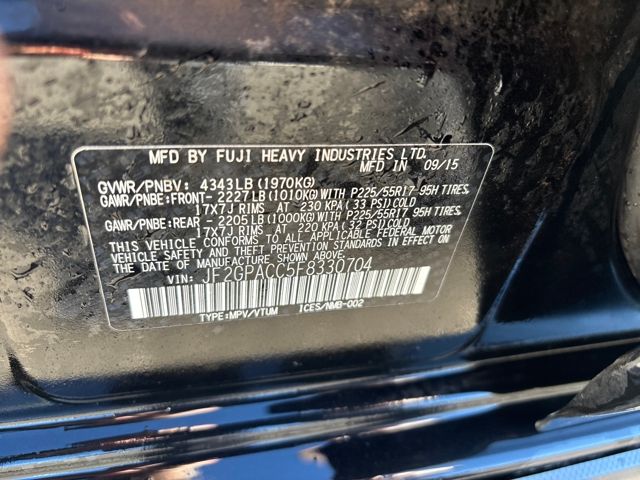 MFD BY FUJI HEAVY INDUSTRIES LTD.
MFD IN 09/15
GVWR/PNBV: 4343LB(1970KG)
GAWR/PNBE:FRONT-2227LB(1010KG)WITH P225/55R17 95H TIRES,
17X7J RIMS AT 230 KPA(33 PSI)COLD
GAWR/PNBE:REAR-2205LB(1000KG)WITH P225/55R17 95H TIRES,
17X7J RIMS AT 220 KPA(32 PSI)COLD
THIS VEHICLE CONFORMS TO ALL APPLICABLE FEDERAL MOTOR
VEHICLE SAFETY AND THEFT PREVENTION STANDARDS IN EFFECT
ON THE DATE OF MANUFACTURE SHOWN ABOVE.
VIN: JF2GPACC5F8330704
TYPE:MPV/VTUM ICES/NMB-002